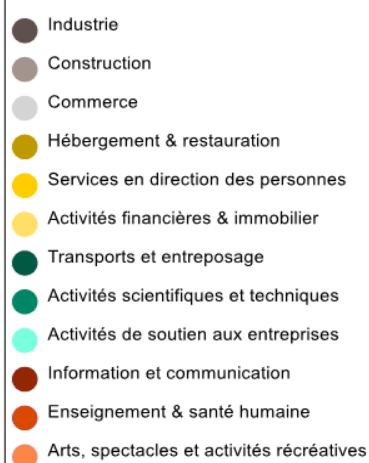 Industrie
Construction
Commerce
Hébergement & restauration
Services en direction des personnes
Activités financières & immobilier
Transports et entreposage
Activités scientifiques et techniques
Activités de soutien aux entreprises
Information et communication
Enseignement & santé humaine
Arts, spectacles et activités récréatives